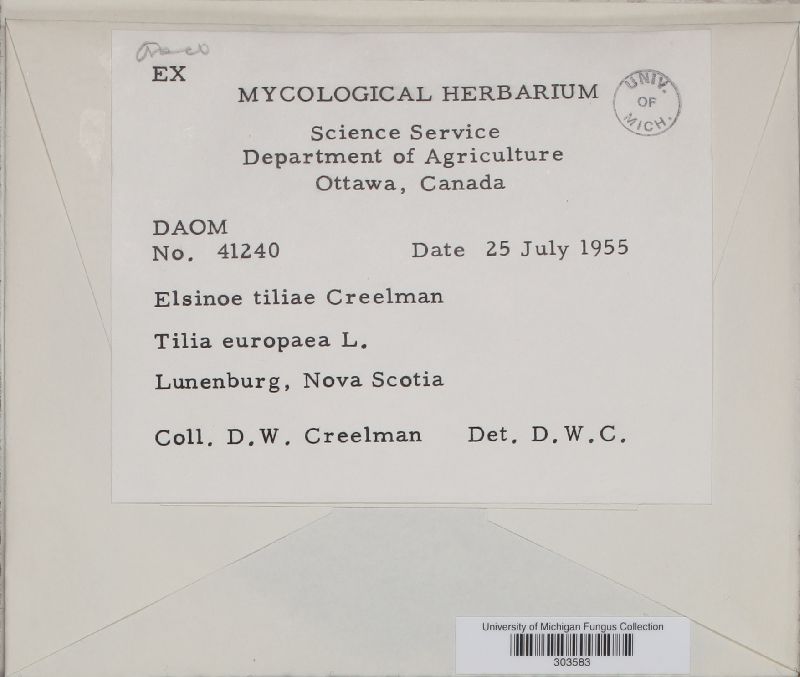 EX
MYCOLOGICAL HERBARIUM
UNIV.
OF
MICH.
Science Service
Department of Agriculture
Ottawa, Canada
DAOM
No. 41240 Date 25 July 1955
Elsinoe tiliae Creelman
Tilia europaea L.
Lunenburg, Nova Scotia
Coll. D.W. Creelman Det. D.W.C.
University of Michigan Fungus Collection
303583